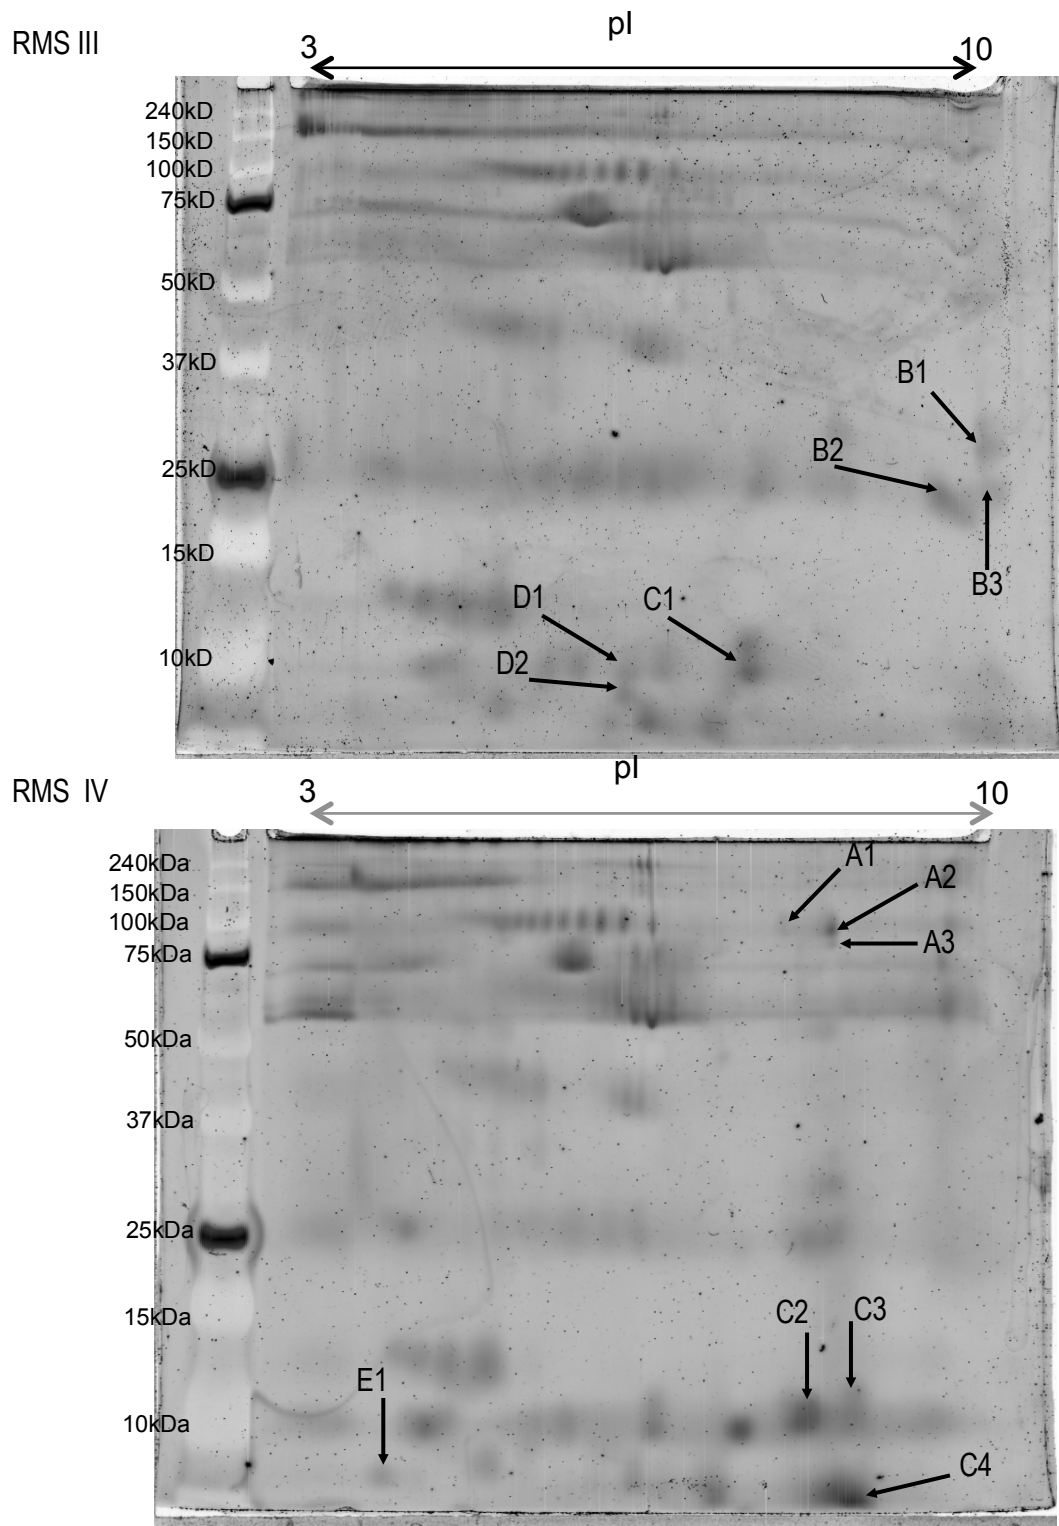 RMS III
pI
3
10
240kD
150kD
100kD
75kD
50kD
37kD
B1
B2
25kD
15kD
B3
D1
C1
D2
10kD
pI
RMS IV
3
10
240kDa
150kDa
100kDa
75kDa
A1
A2
A3
50kDa
37kDa
25kDa
15kDa
C2
C3
E1
10kDa
C4